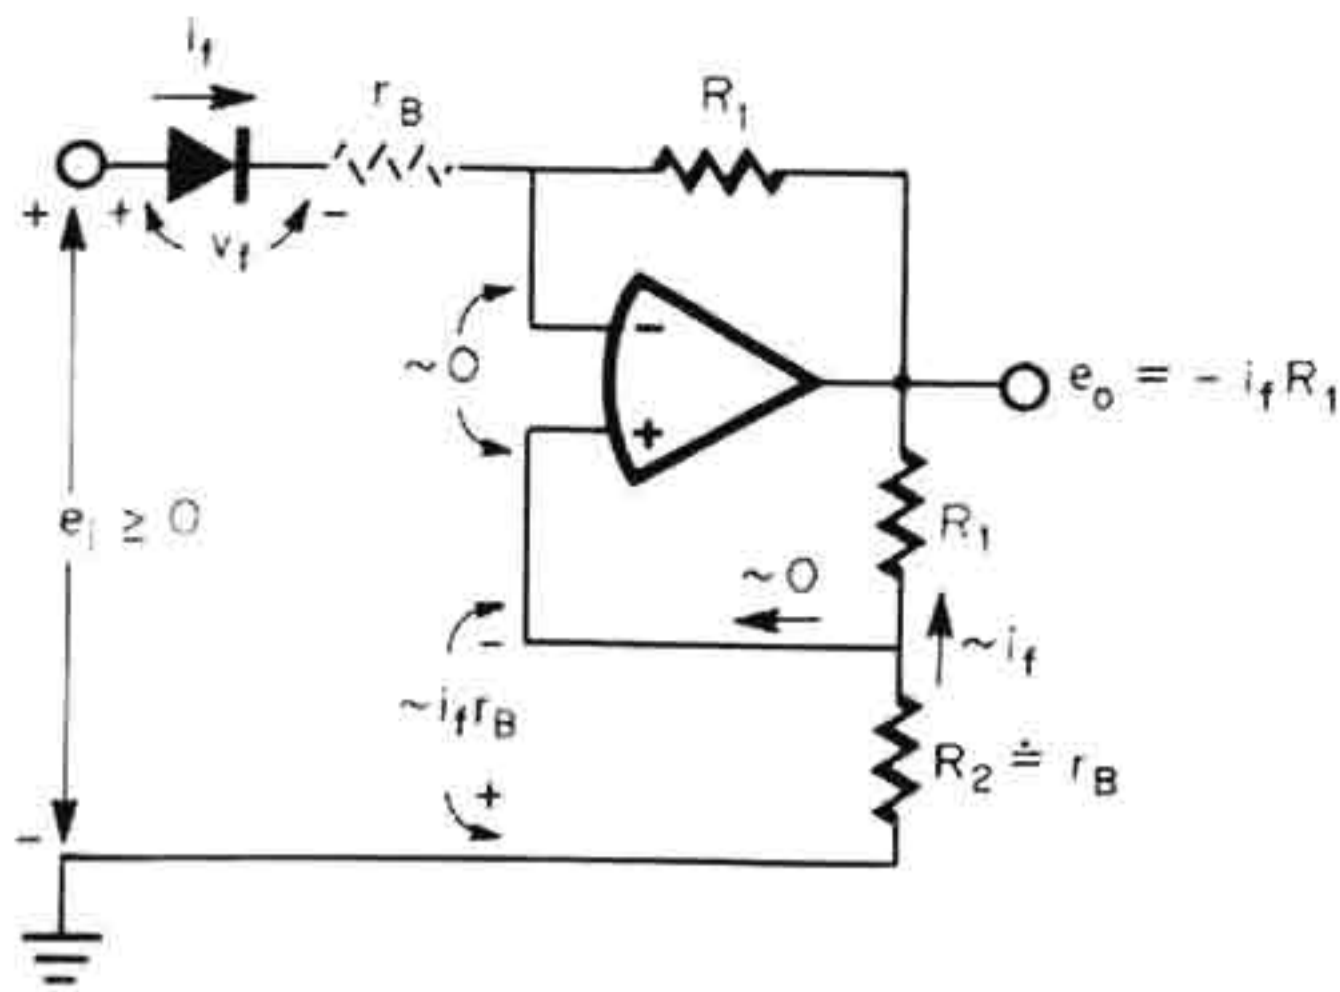 i_f
r_B
R_1
+ + v_f -
~ 0
-
+
e_o = - i_f R_1
e_i ≥ 0
R_1
~ 0
~ i_f
-
~ i_f r_B
+
R_2 ≐ r_B
-